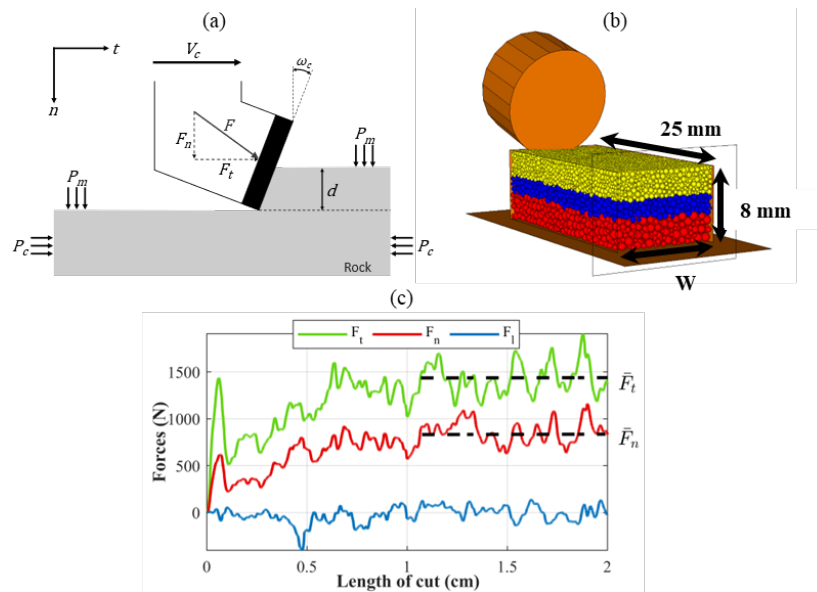 (a)
t
n
V_c
ω_c
F
F_n
F_t
P_m
P_m
d
P_c
P_c
Rock
(b)
25 mm
8 mm
W
(c)
F_t F_n F_l
Forces (N)
1500
1000
500
0
F̄_t
F̄_n
0 0.5 1 1.5 2
Length of cut (cm)